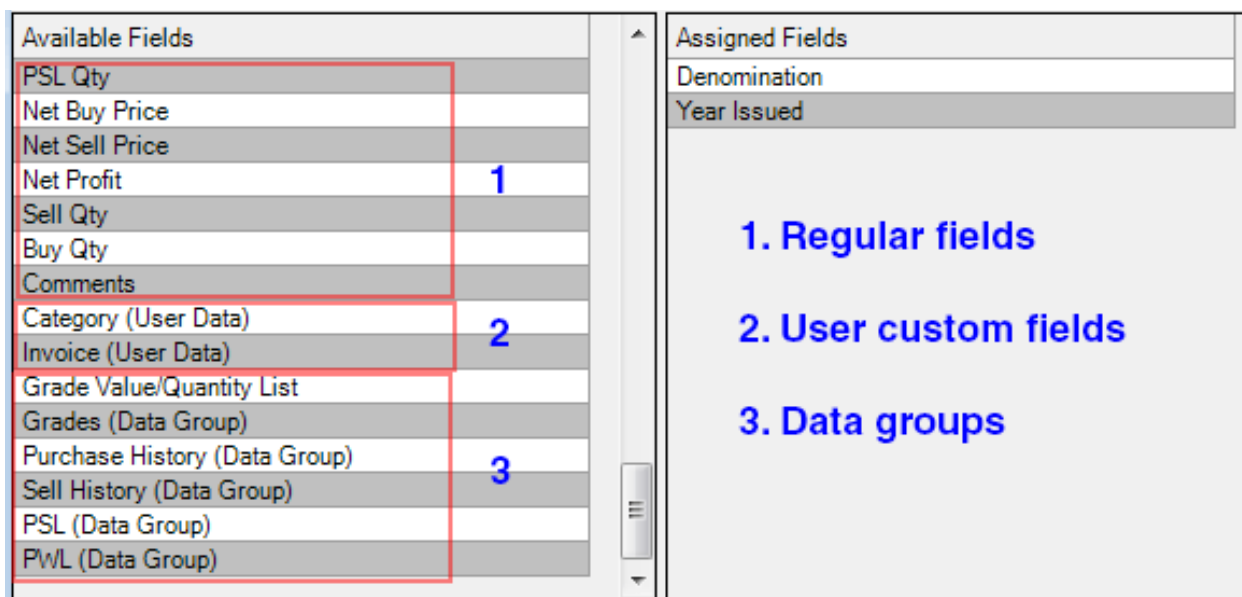 Available Fields
PSL Qty
Net Buy Price
Net Sell Price
Net Profit
1
Sell Qty
Buy Qty
Comments
Category (User Data)
2
Invoice (User Data)
Grade Value/Quantity List
Grades (Data Group)
Purchase History (Data Group)
3
Sell History (Data Group)
PSL (Data Group)
PWL (Data Group)
Assigned Fields
Denomination
Year Issued
1. Regular fields
2. User custom fields
3. Data groups